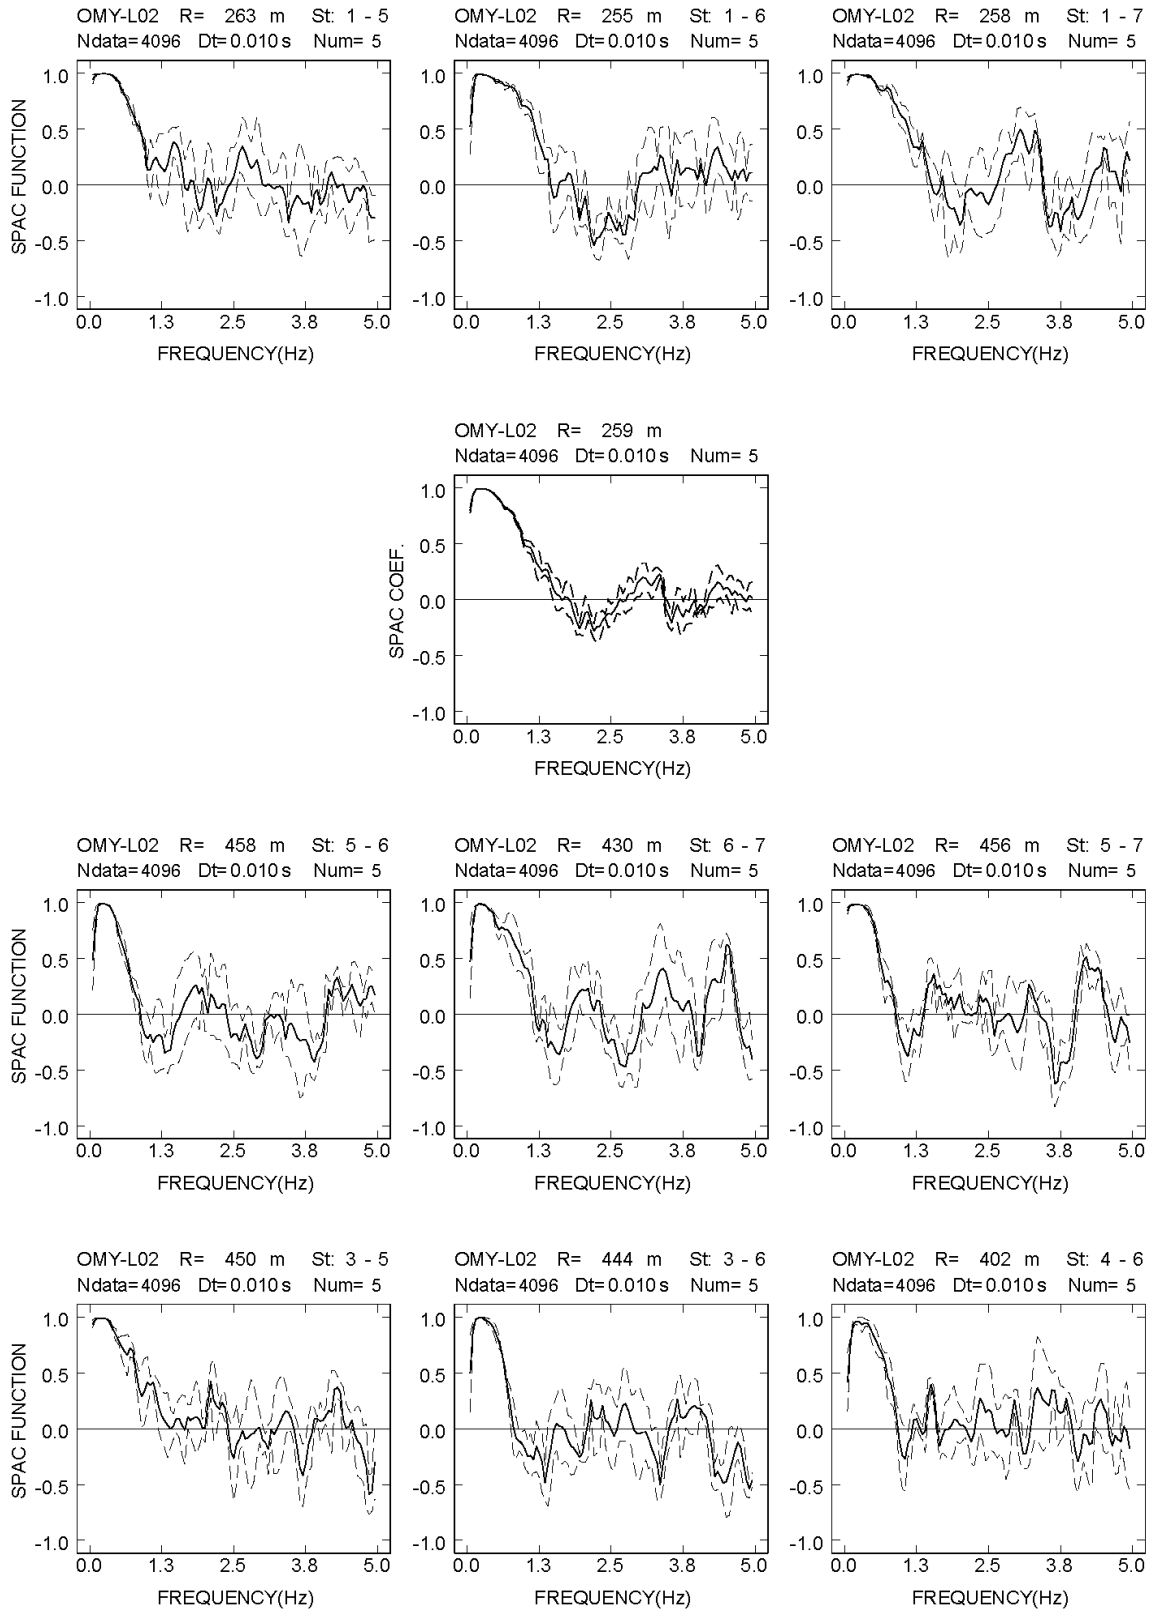 OMY-L02 R= 263 m St: 1 - 5
Ndata=4096 Dt=0.010s Num= 5
SPAC FUNCTION
1.0
0.5
0.0
-0.5
-1.0
0.0 1.3 2.5 3.8 5.0
FREQUENCY(Hz)
OMY-L02 R= 255 m St: 1 - 6
Ndata=4096 Dt=0.010s Num= 5
1.0
0.5
0.0
-0.5
-1.0
0.0 1.3 2.5 3.8 5.0
FREQUENCY(Hz)
OMY-L02 R= 258 m St: 1 - 7
Ndata=4096 Dt=0.010s Num= 5
1.0
0.5
0.0
-0.5
-1.0
0.0 1.3 2.5 3.8 5.0
FREQUENCY(Hz)
OMY-L02 R= 259 m
Ndata=4096 Dt=0.010s Num= 5
SPAC COEF.
1.0
0.5
0.0
-0.5
-1.0
0.0 1.3 2.5 3.8 5.0
FREQUENCY(Hz)
OMY-L02 R= 458 m St: 5 - 6
Ndata=4096 Dt=0.010s Num= 5
SPAC FUNCTION
1.0
0.5
0.0
-0.5
-1.0
0.0 1.3 2.5 3.8 5.0
FREQUENCY(Hz)
OMY-L02 R= 430 m St: 6 - 7
Ndata=4096 Dt=0.010s Num= 5
1.0
0.5
0.0
-0.5
-1.0
0.0 1.3 2.5 3.8 5.0
FREQUENCY(Hz)
OMY-L02 R= 456 m St: 5 - 7
Ndata=4096 Dt=0.010s Num= 5
1.0
0.5
0.0
-0.5
-1.0
0.0 1.3 2.5 3.8 5.0
FREQUENCY(Hz)
OMY-L02 R= 450 m St: 3 - 5
Ndata=4096 Dt=0.010s Num= 5
SPAC FUNCTION
1.0
0.5
0.0
-0.5
-1.0
0.0 1.3 2.5 3.8 5.0
FREQUENCY(Hz)
OMY-L02 R= 444 m St: 3 - 6
Ndata=4096 Dt=0.010s Num= 5
1.0
0.5
0.0
-0.5
-1.0
0.0 1.3 2.5 3.8 5.0
FREQUENCY(Hz)
OMY-L02 R= 402 m St: 4 - 6
Ndata=4096 Dt=0.010s Num= 5
1.0
0.5
0.0
-0.5
-1.0
0.0 1.3 2.5 3.8 5.0
FREQUENCY(Hz)